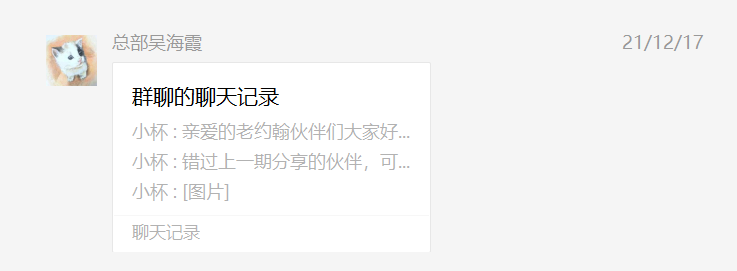 总部吴海霞
21/12/17
群聊的聊天记录
小杯 : 亲爱的老约翰伙伴们大家好...
小杯 : 错过上一期分享的伙伴，可...
小杯 : [图片]
聊天记录